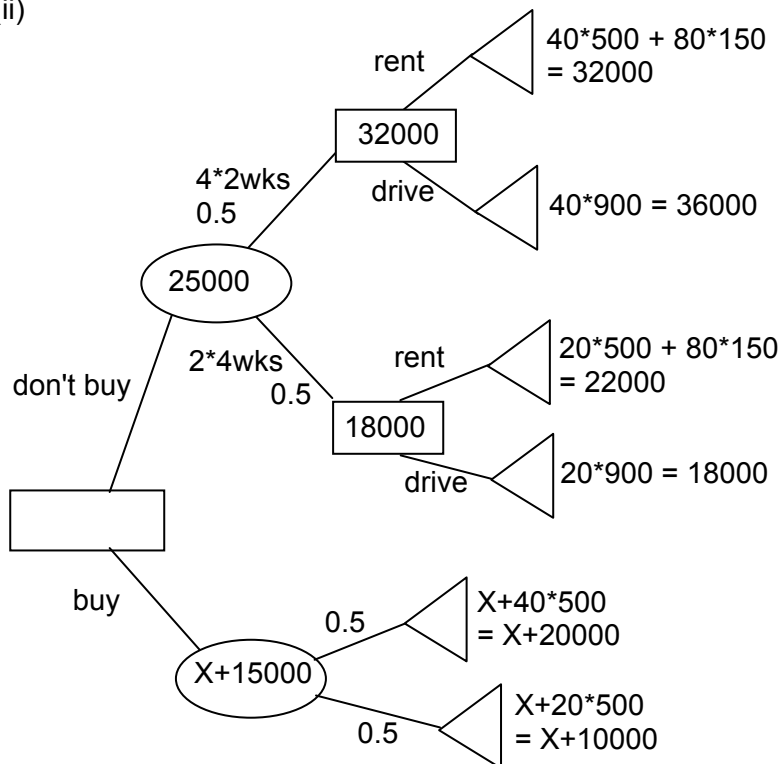 ii)
rent
40*500 + 80*150
= 32000
32000
4*2wks
0.5
drive
40*900 = 36000
25000
don't buy
2*4wks
0.5
rent
20*500 + 80*150
= 22000
18000
drive
20*900 = 18000
buy
0.5
X+40*500
= X+20000
X+15000
0.5
X+20*500
= X+10000